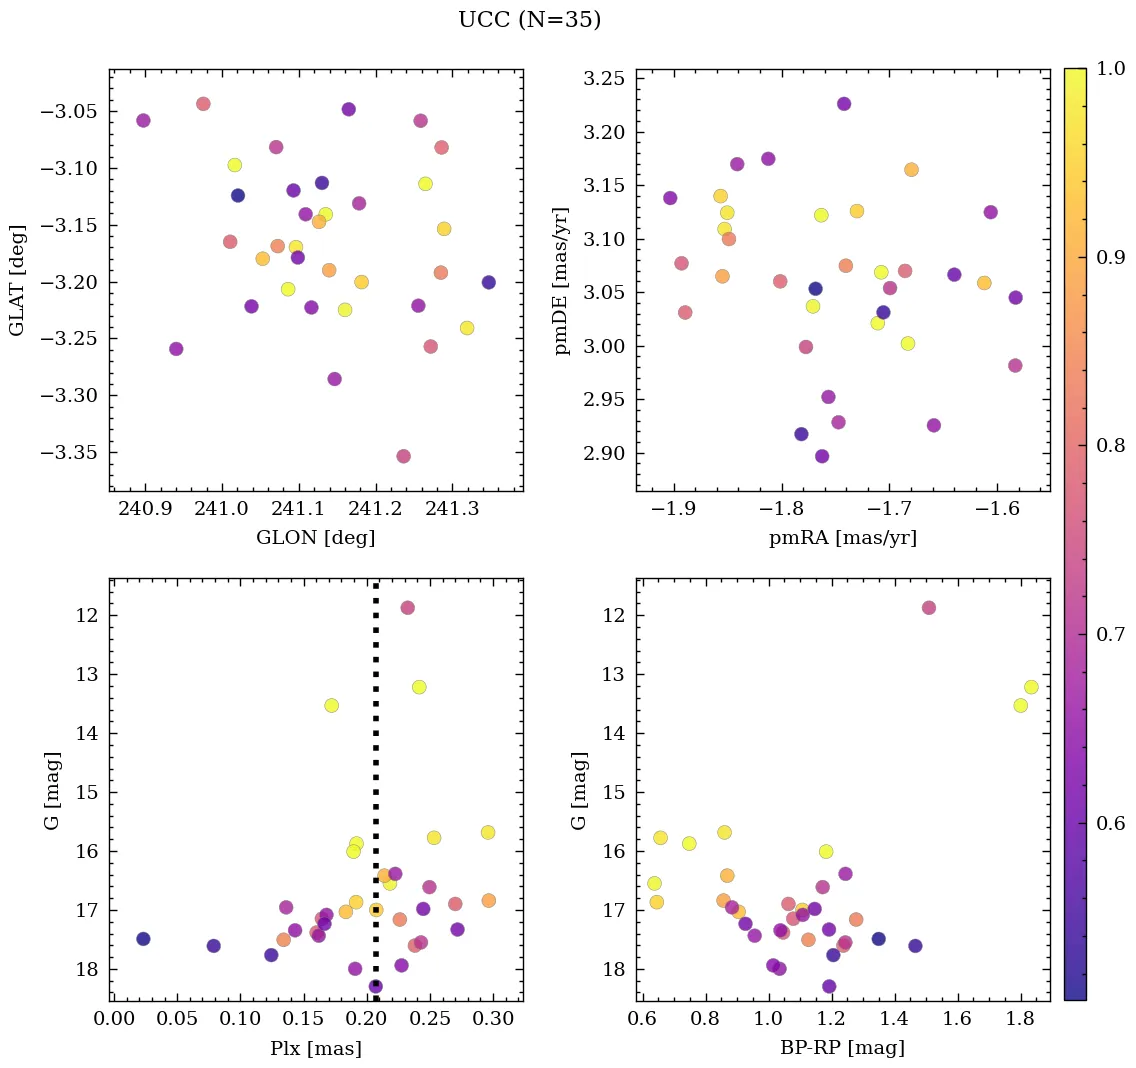 UCC (N=35)
−3.05
−3.10
−3.15
−3.20
−3.25
−3.30
−3.35
GLAT [deg]
240.9 241.0 241.1 241.2 241.3
GLON [deg]
3.25
3.20
3.15
3.10
3.05
3.00
2.95
2.90
pmDE [mas/yr]
−1.9 −1.8 −1.7 −1.6
pmRA [mas/yr]
12
13
14
15
16
17
18
G [mag]
0.00 0.05 0.10 0.15 0.20 0.25 0.30
Plx [mas]
12
13
14
15
16
17
18
G [mag]
0.6 0.8 1.0 1.2 1.4 1.6 1.8
BP-RP [mag]
1.0
0.9
0.8
0.7
0.6